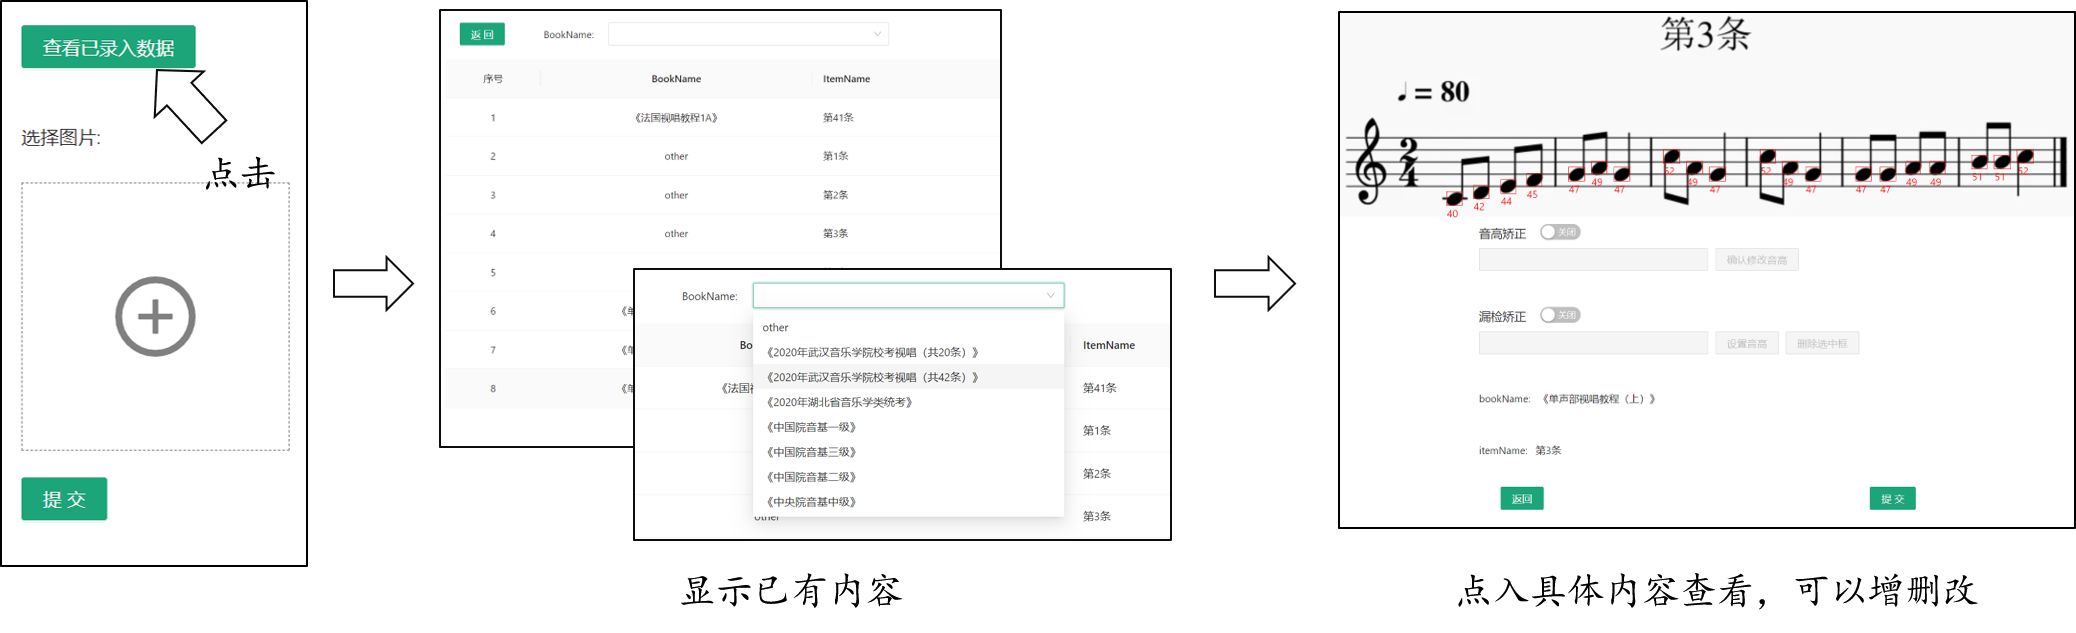 查看已录入数据
选择图片:
点击
提 交
返 回
BookName:
序号 BookName ItemName
1 《法国视唱教程1A》 第41条
2 other 第1条
3 other 第2条
4 other 第3条
5
6 《单
7 《单
8 《单
BookName:
other
《2020年武汉音乐学院校考视唱（共20条）》
《2020年武汉音乐学院校考视唱（共42条）》
《2020年湖北省音乐学类统考》
《中国院音基一级》
《中国院音基三级》
《中国院音基二级》
《中央院音基中级》
Bo ItemName
《法国 第41条
第1条
第2条
other 第3条
显示已有内容
第3条
= 80
2
4
40 42 44 45 47 49 47 52 49 47 52 49 47 47 47 49 49 51 51 52
音高矫正 关闭
确认修改音高
漏检矫正 关闭
设置音高 删除选中框
bookName: 《单声部视唱教程（上）》
itemName: 第3条
返回 提 交
点入具体内容查看，可以增删改